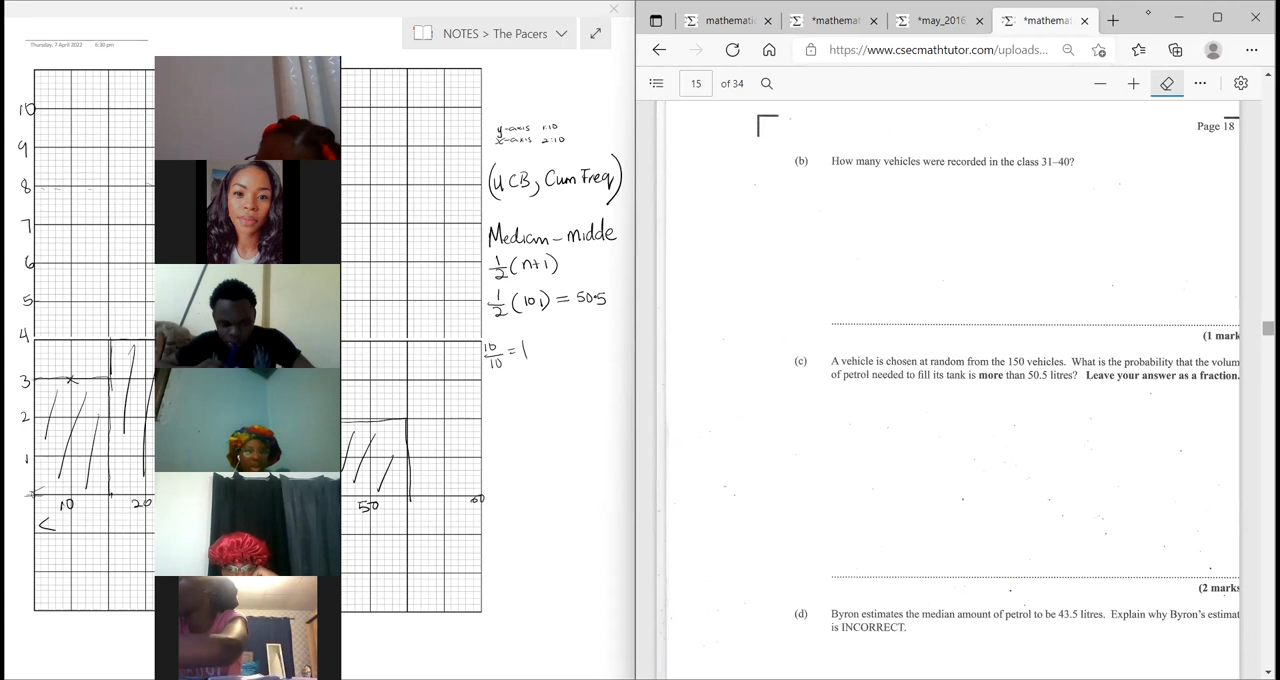 NOTES > The Pacers
Thursday, 7 April 2022 6:30 pm
10
9
8
7
6
5
4
3
2
1
10
20
50
60
y-axis 1:10
x-axis 2:10
(UCB, Cum Freq)
Median - midde
1/2 (n+1)
1/2 (101) = 50.5
10/10 = 1
mathemati
*mathemat
*may_2016
*mathemat
https://www.csecmathtutor.com/uploads...
15 of 34
Page 18
(b) How many vehicles were recorded in the class 31–40?
(1 mark
(c) A vehicle is chosen at random from the 150 vehicles. What is the probability that the volum
of petrol needed to fill its tank is more than 50.5 litres? Leave your answer as a fraction.
(2 marks
(d) Byron estimates the median amount of petrol to be 43.5 litres. Explain why Byron's estimat
is INCORRECT.